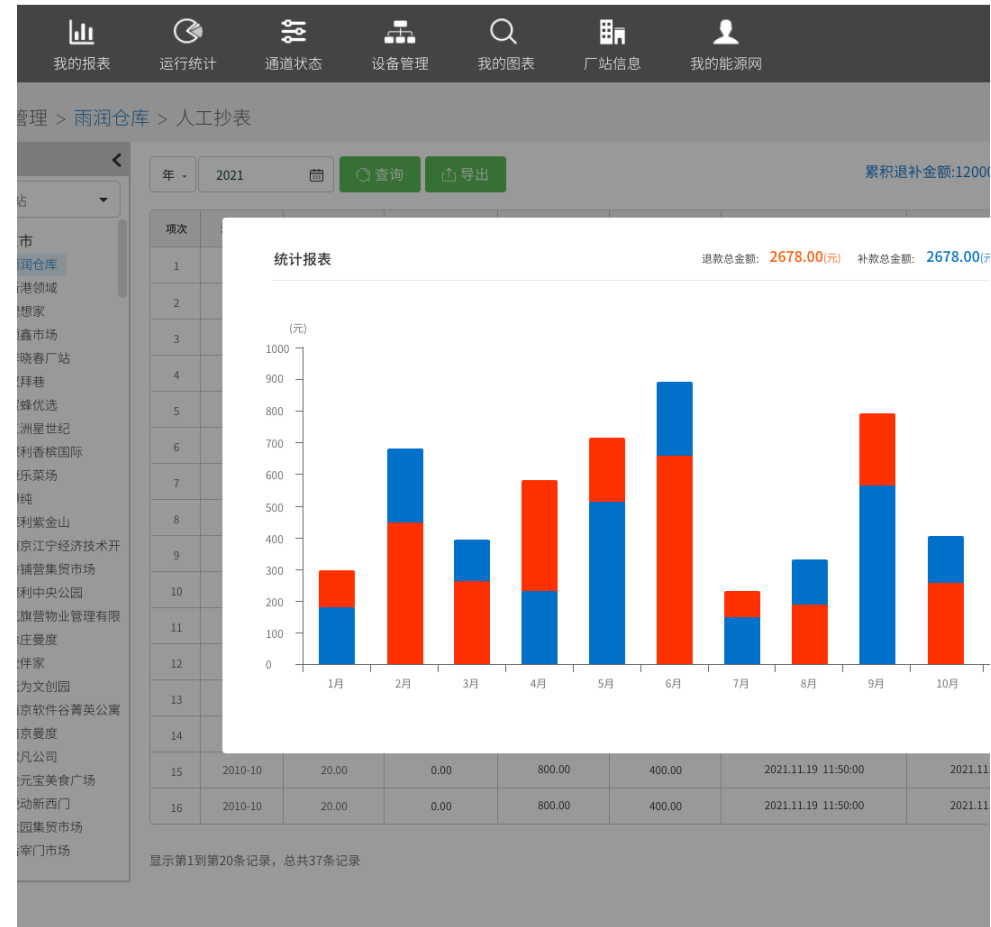 我的报表 运行统计 通道状态 设备管理 我的图表 厂站信息 我的能源网
管理 > 雨润仓库 > 人工抄表
年 2021 查询 导出 累积退补金额:12000
站
市
雨润仓库
港领域
想家
鑫市场
晓春厂站
拜巷
蜂优选
洲星世纪
利香槟国际
乐菜场
纯
利紫金山
京江宁经济技术开
铺营集贸市场
利中央公园
旗营物业管理有限
庄曼度
伴家
为文创园
京软件谷菁英公寓
京曼度
凡公司
元宝美食广场
动新西门
园集贸市场
宰门市场
项次
1
2
3
4
5
6
7
8
9
10
11
12
13
14
15 2010-10 20.00 0.00 800.00 400.00 2021.11.19 11:50:00 2021.11
16 2010-10 20.00 0.00 800.00 400.00 2021.11.19 11:50:00 2021.11
统计报表 退款总金额: 2678.00(元) 补款总金额: 2678.00(元
(元)
1000
900
800
700
600
500
400
300
200
100
0
1月 2月 3月 4月 5月 6月 7月 8月 9月 10月
显示第1到第20条记录，总共37条记录